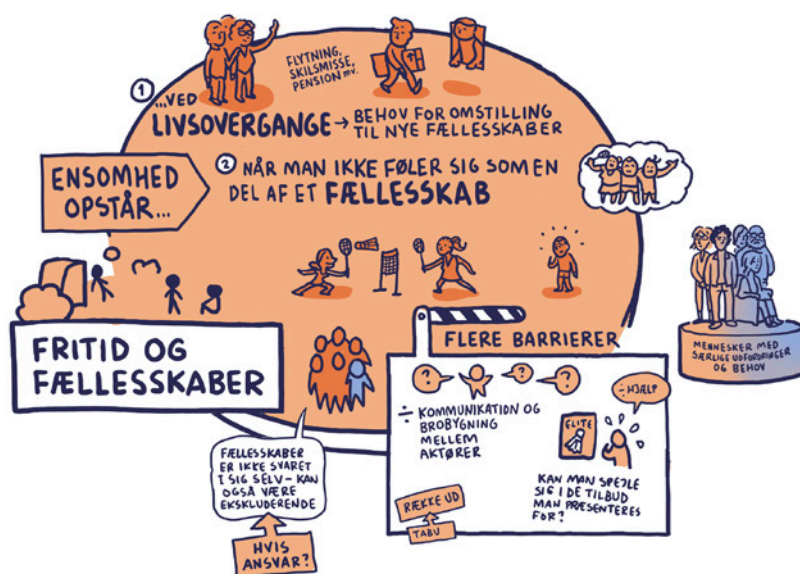 FLYTNING,
SKILSMISSE,
PENSION mv.
1 ...VED
LIVSOVERGANGE → BEHOV FOR OMSTILLING
TIL NYE FÆLLESSKABER
ENSOMHED
OPSTÅR...
2 NÅR MAN IKKE FØLER SIG SOM EN
DEL AF ET FÆLLESSKAB
FRITID OG
FÆLLESSKABER
FLERE BARRIERER
MENNESKER MED
SÆRLIGE UDFORDRINGER
OG BEHOV
? ? ?
÷ KOMMUNIKATION OG
BROBYGNING
MELLEM
AKTØRER
÷ HJÆLP
ELITE
KAN MAN SPEJLE
SIG I DE TILBUD
MAN PRÆSENTERES
FOR?
RÆKKE UD
TABU
FÆLLESKABER
ER IKKE SVARET
I SIG SELV – KAN
OGSÅ VÆRE
EKSKLUDERENDE
HVIS
ANSVAR?